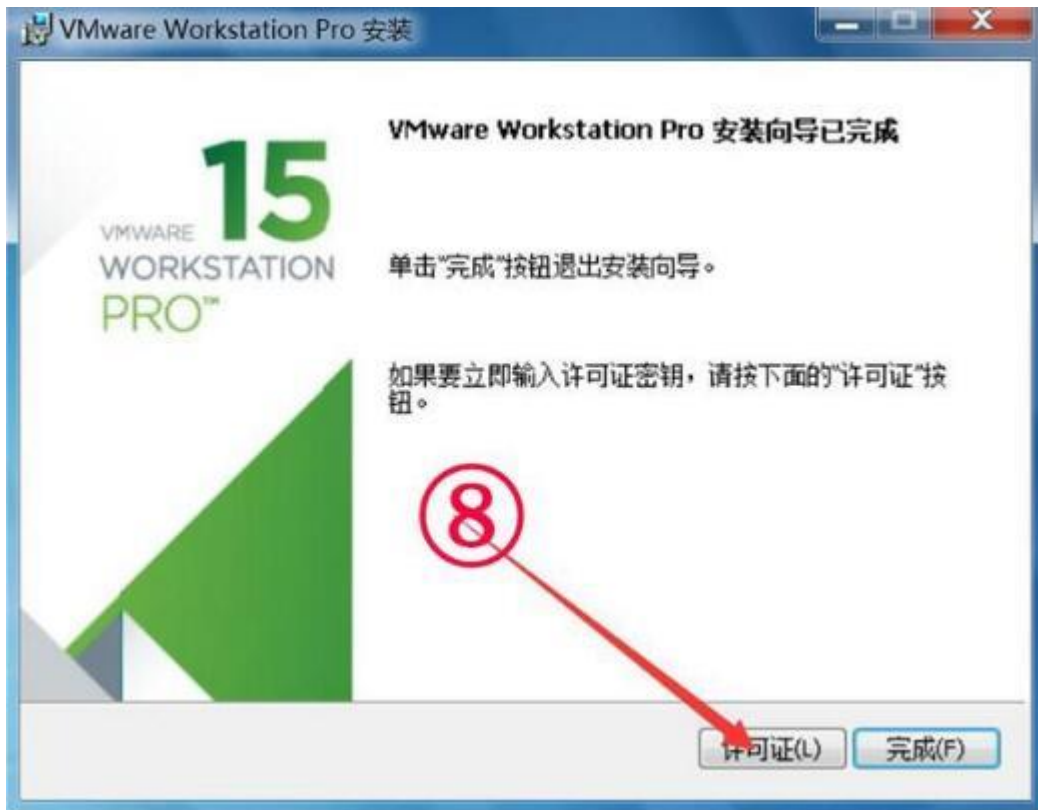 VMware Workstation Pro 安装
VMware Workstation Pro 安装向导已完成
15
VMWARE
WORKSTATION
PRO™
单击“完成”按钮退出安装向导。
如果要立即输入许可证密钥，请按下面的“许可证”按
钮。
⑧
许可证(L)
完成(F)